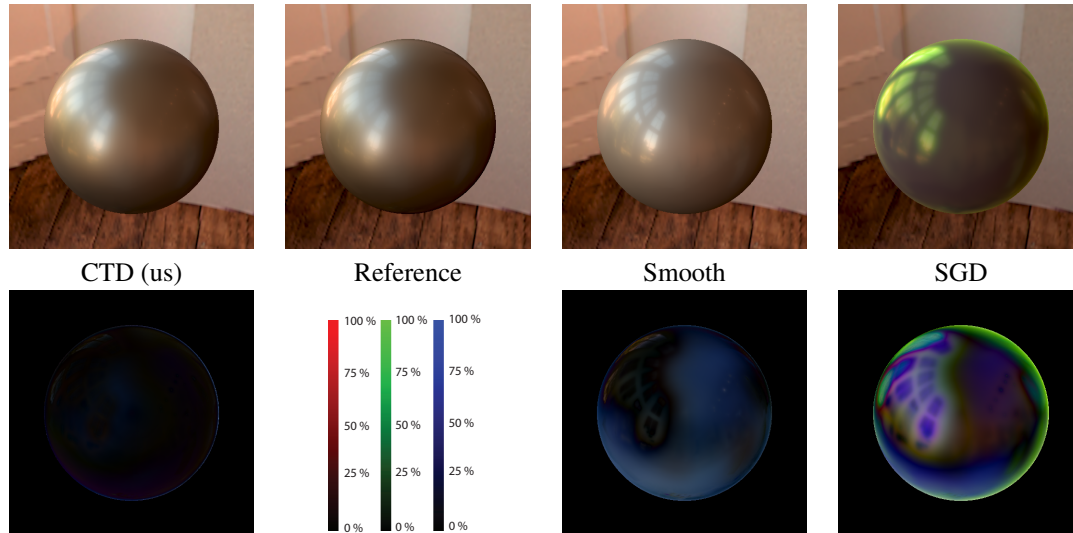 CTD (us)
Reference
Smooth
SGD
100 % 100 % 100 %
75 % 75 % 75 %
50 % 50 % 50 %
25 % 25 % 25 %
0 % 0 % 0 %